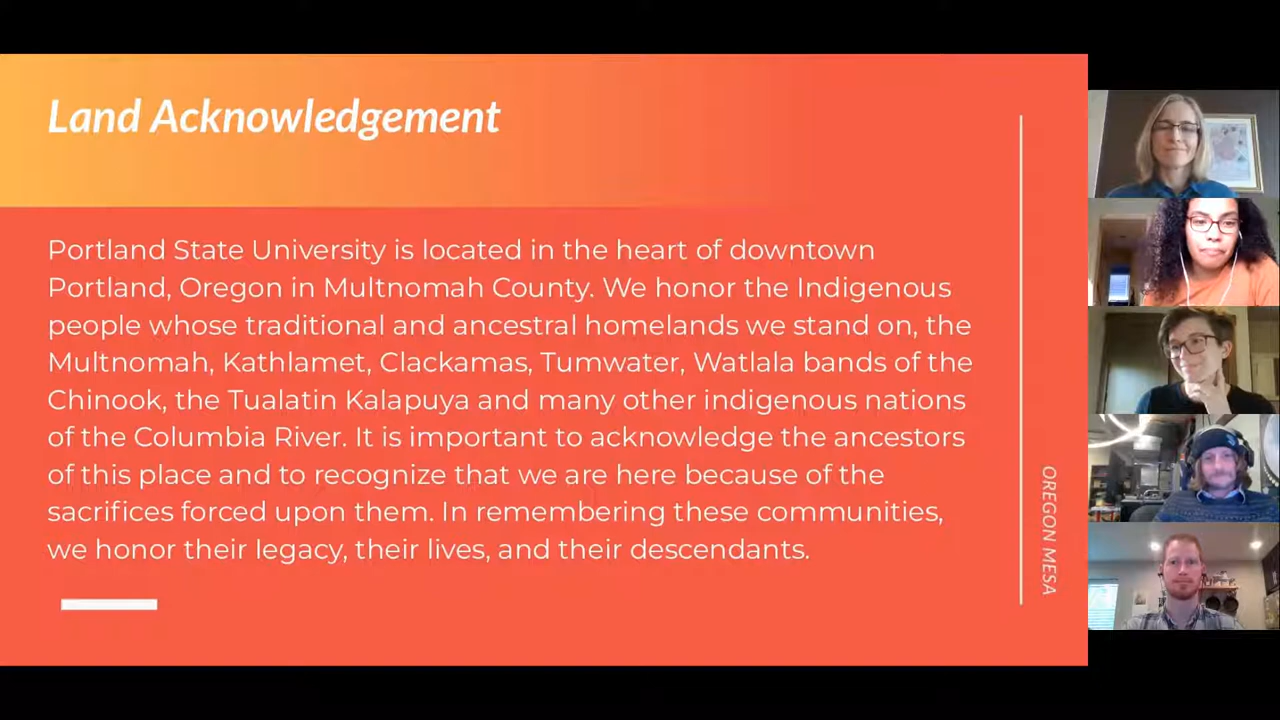 Land Acknowledgement
Portland State University is located in the heart of downtown
Portland, Oregon in Multnomah County. We honor the Indigenous
people whose traditional and ancestral homelands we stand on, the
Multnomah, Kathlamet, Clackamas, Tumwater, Watlala bands of the
Chinook, the Tualatin Kalapuya and many other indigenous nations
of the Columbia River. It is important to acknowledge the ancestors
of this place and to recognize that we are here because of the
sacrifices forced upon them. In remembering these communities,
we honor their legacy, their lives, and their descendants.
OREGON MESA